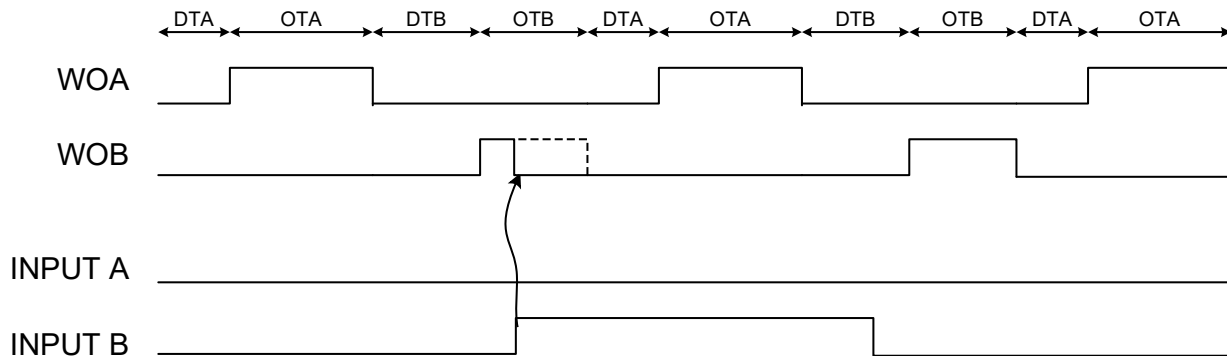 DTA OTA DTB OTB DTA OTA DTB OTB DTA OTA
WOA
WOB
INPUT A
INPUT B